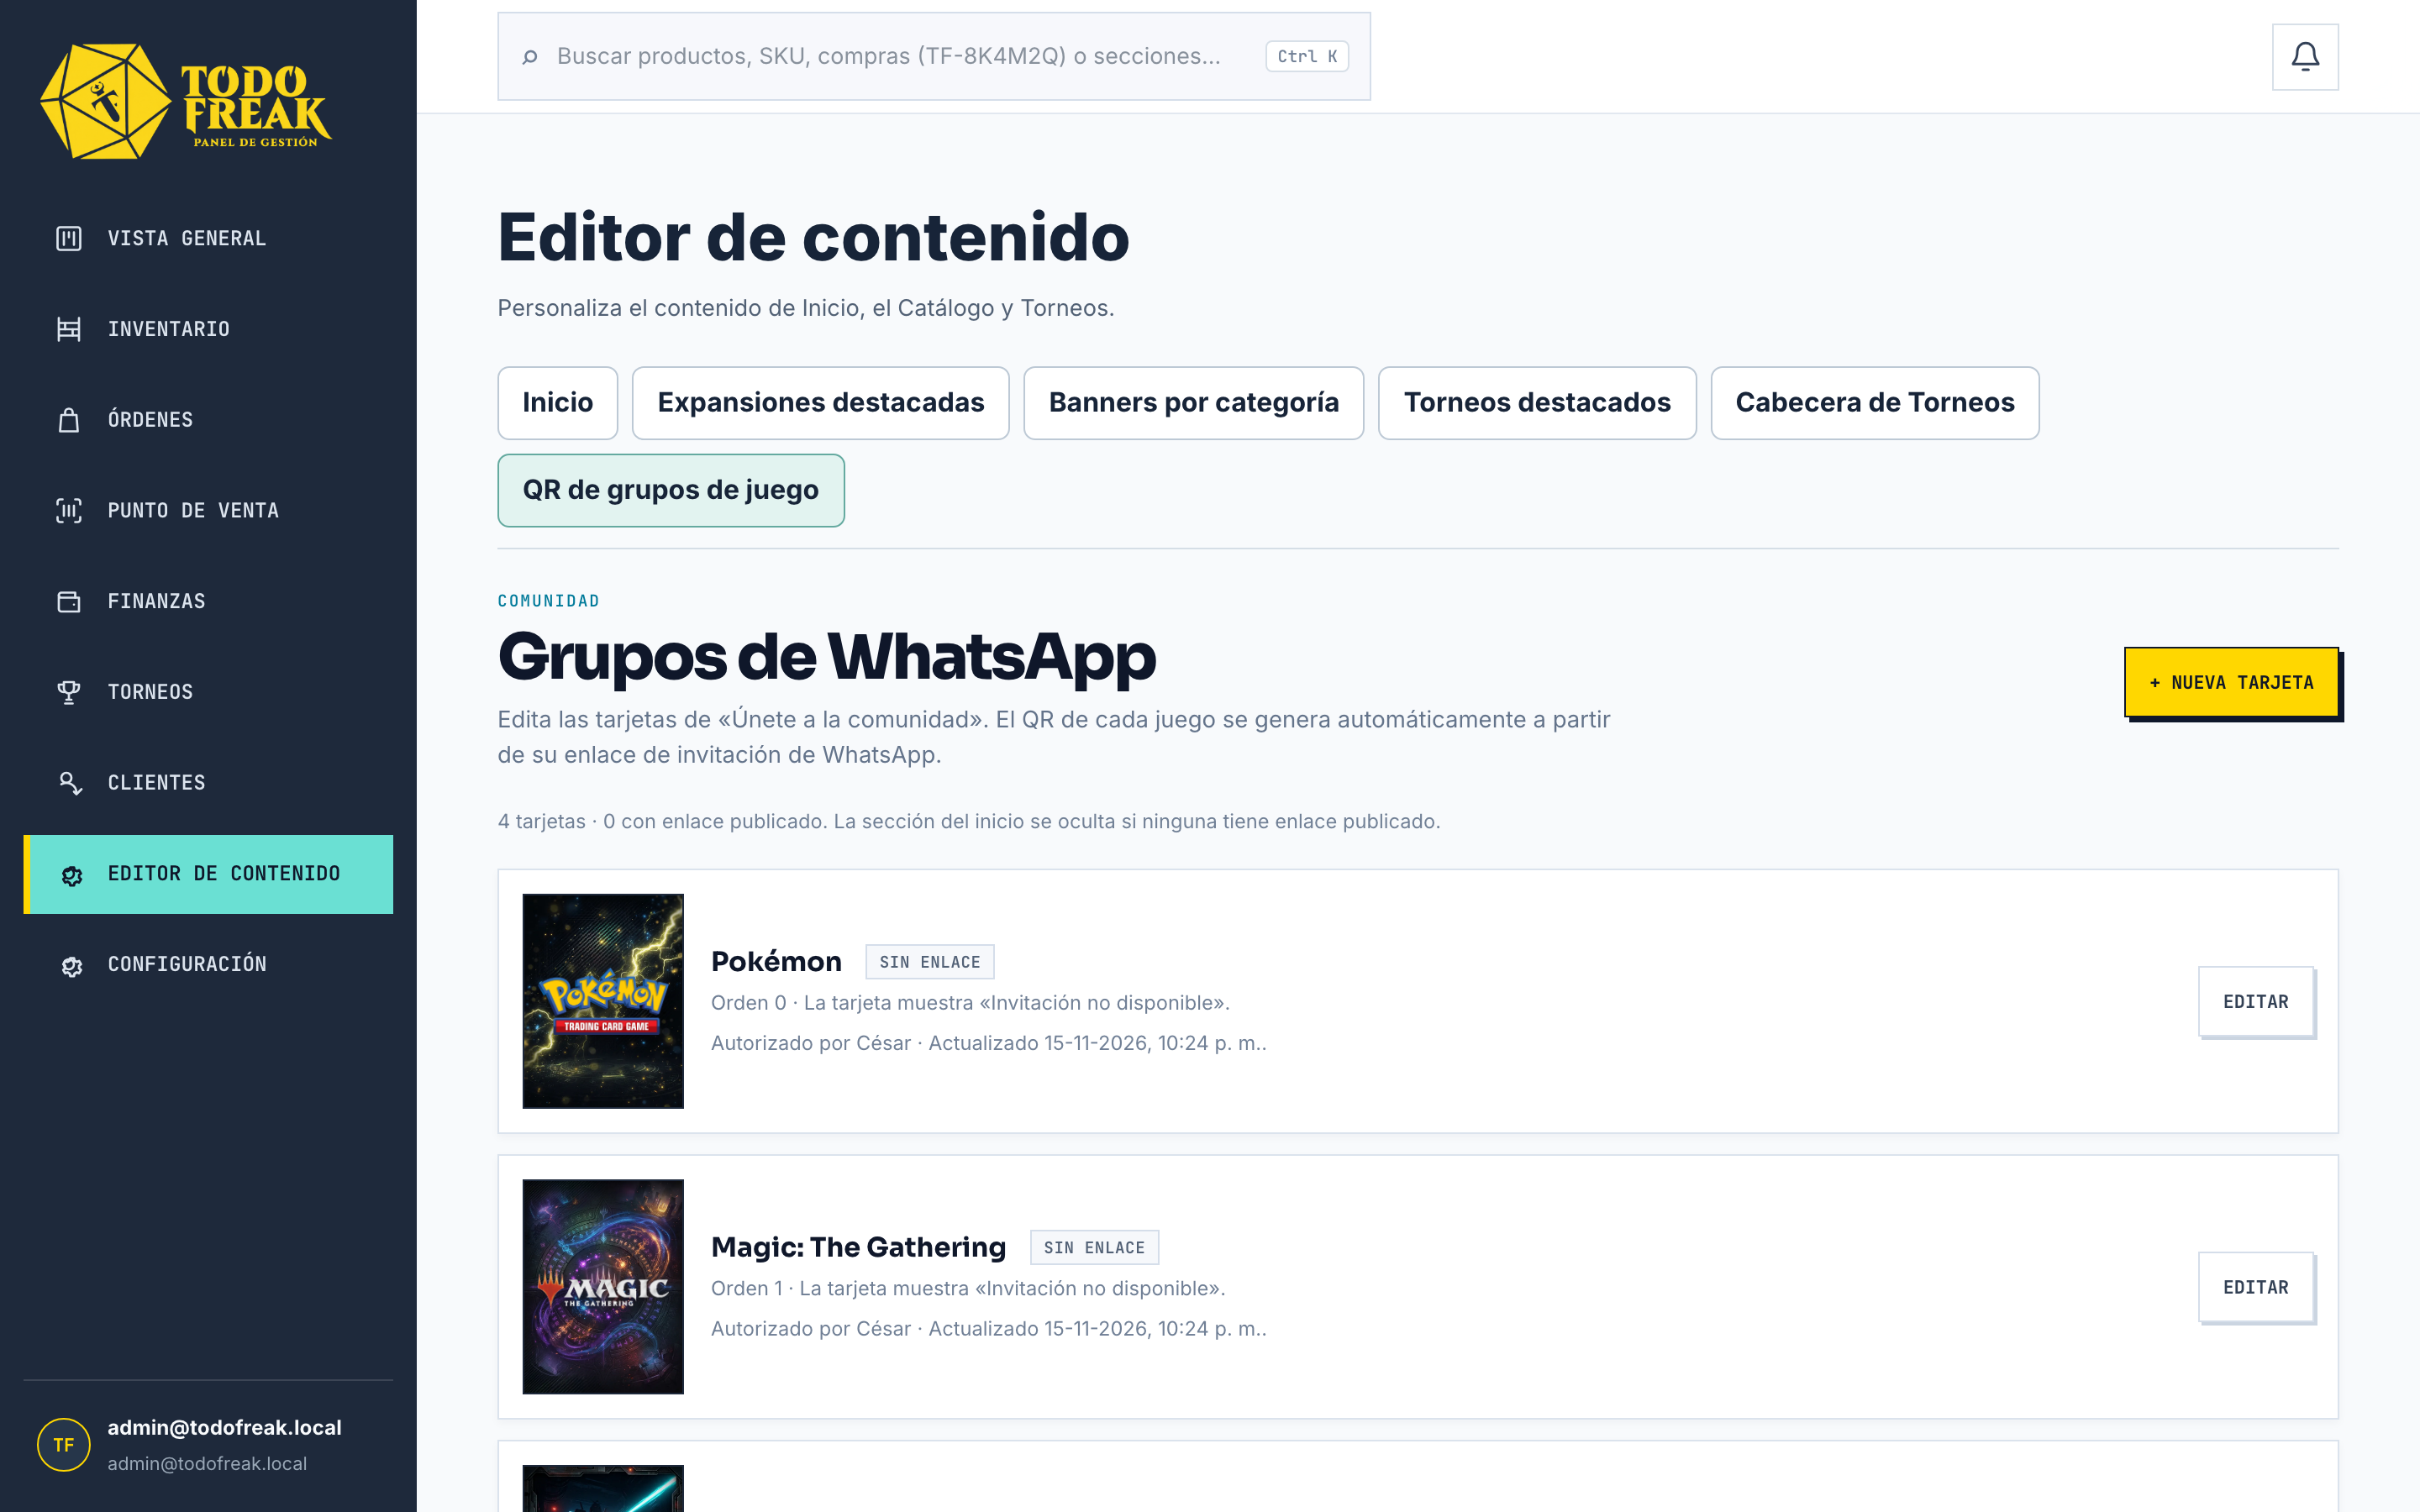 TODO
FREAK
PANEL DE GESTIÓN
VISTA GENERAL
INVENTARIO
ÓRDENES
PUNTO DE VENTA
FINANZAS
TORNEOS
CLIENTES
EDITOR DE CONTENIDO
CONFIGURACIÓN
TF
admin@todofreak.local
admin@todofreak.local
Buscar productos, SKU, compras (TF-8K4M2Q) o secciones...
Ctrl K
Editor de contenido
Personaliza el contenido de Inicio, el Catálogo y Torneos.
Inicio
Expansiones destacadas
Banners por categoría
Torneos destacados
Cabecera de Torneos
QR de grupos de juego
COMUNIDAD
Grupos de WhatsApp
Edita las tarjetas de «Únete a la comunidad». El QR de cada juego se genera automáticamente a partir
de su enlace de invitación de WhatsApp.
+ NUEVA TARJETA
4 tarjetas · 0 con enlace publicado. La sección del inicio se oculta si ninguna tiene enlace publicado.
POKéMON
TRADING CARD GAME
Pokémon
SIN ENLACE
Orden 0 · La tarjeta muestra «Invitación no disponible».
Autorizado por César · Actualizado 15-11-2026, 10:24 p. m..
EDITAR
MAGIC
THE GATHERING
Magic: The Gathering
SIN ENLACE
Orden 1 · La tarjeta muestra «Invitación no disponible».
Autorizado por César · Actualizado 15-11-2026, 10:24 p. m..
EDITAR